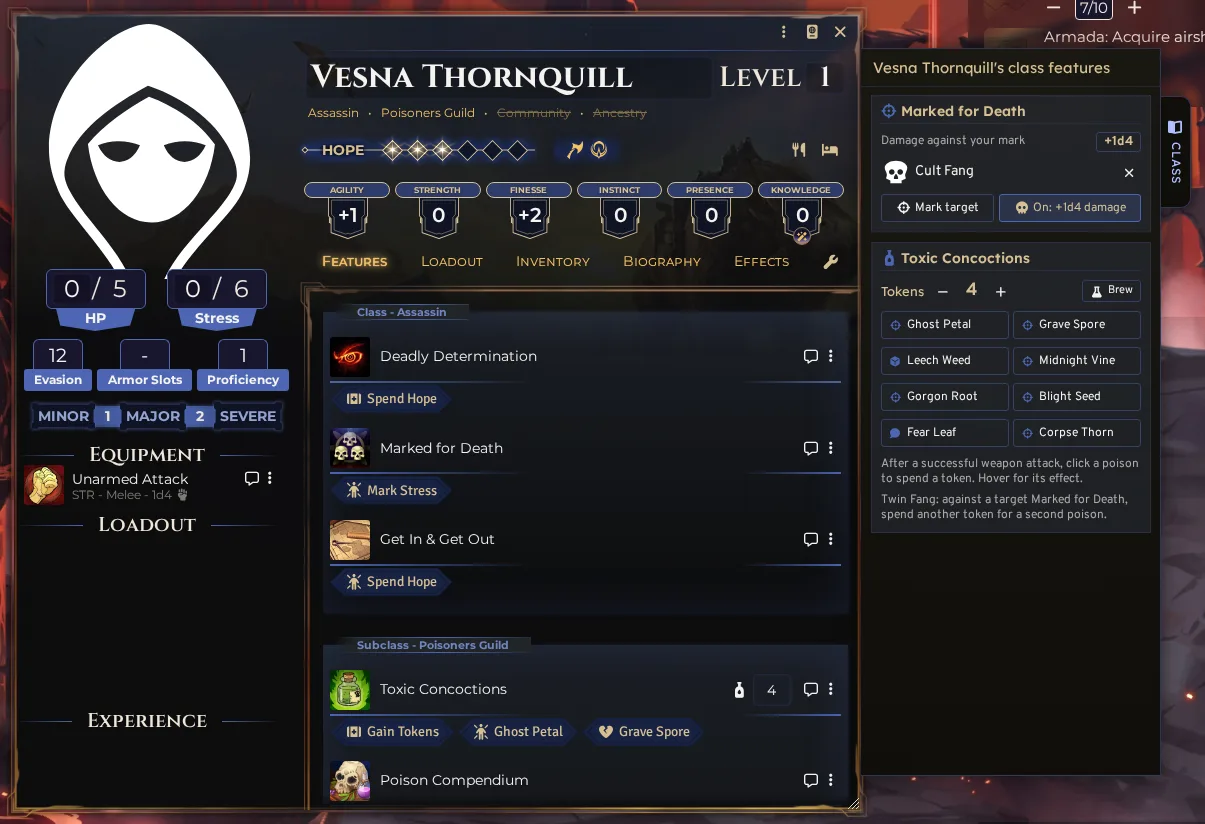 7/10
Armada: Acquire airsh
Vesna Thornquill
Level 1
Assassin · Poisoners Guild · Community · Ancestry
HOPE
AGILITY
STRENGTH
FINESSE
INSTINCT
PRESENCE
KNOWLEDGE
+1
0
+2
0
0
0
Features
Loadout
Inventory
Biography
Effects
0 / 5
HP
0 / 6
Stress
12
Evasion
-
Armor Slots
1
Proficiency
MINOR 1 MAJOR 2 SEVERE
Equipment
Unarmed Attack
STR - Melee - 1d4
Loadout
Experience
Class - Assassin
Deadly Determination
Spend Hope
Marked for Death
Mark Stress
Get In & Get Out
Spend Hope
Subclass - Poisoners Guild
Toxic Concoctions
4
Gain Tokens
Ghost Petal
Grave Spore
Poison Compendium
Vesna Thornquill's class features
Marked for Death
Damage against your mark
+1d4
Cult Fang
Mark target
On: +1d4 damage
Toxic Concoctions
Tokens − 4 +
Brew
Ghost Petal
Grave Spore
Leech Weed
Midnight Vine
Gorgon Root
Blight Seed
Fear Leaf
Corpse Thorn
After a successful weapon attack, click a poison
to spend a token. Hover for its effect.
Twin Fang: against a target Marked for Death,
spend another token for a second poison.
CLASS